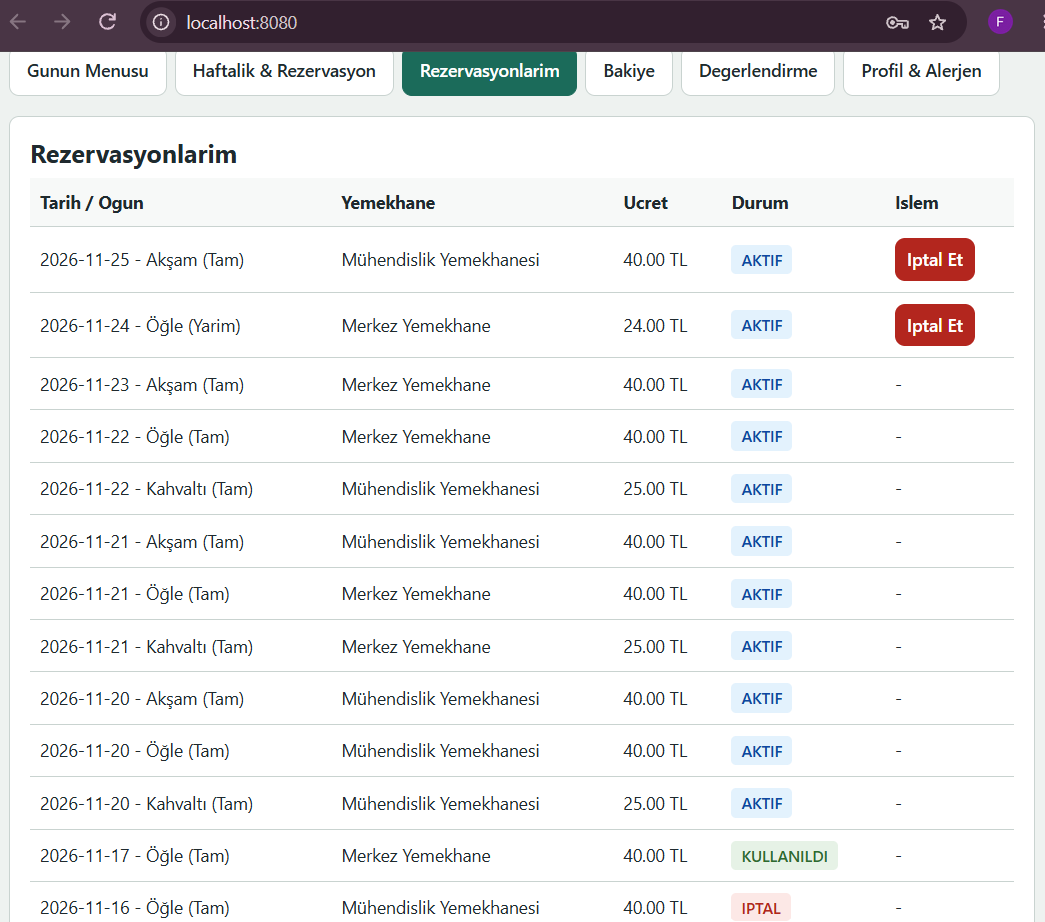 localhost:8080
F
Gunun Menusu Haftalik & Rezervasyon Rezervasyonlarim Bakiye Degerlendirme Profil & Alerjen
Rezervasyonlarim
Tarih / Ogun Yemekhane Ucret Durum Islem
2026-11-25 - Akşam (Tam) Mühendislik Yemekhanesi 40.00 TL AKTIF Iptal Et
2026-11-24 - Öğle (Yarim) Merkez Yemekhane 24.00 TL AKTIF Iptal Et
2026-11-23 - Akşam (Tam) Merkez Yemekhane 40.00 TL AKTIF -
2026-11-22 - Öğle (Tam) Merkez Yemekhane 40.00 TL AKTIF -
2026-11-22 - Kahvaltı (Tam) Mühendislik Yemekhanesi 25.00 TL AKTIF -
2026-11-21 - Akşam (Tam) Mühendislik Yemekhanesi 40.00 TL AKTIF -
2026-11-21 - Öğle (Tam) Merkez Yemekhane 40.00 TL AKTIF -
2026-11-21 - Kahvaltı (Tam) Merkez Yemekhane 25.00 TL AKTIF -
2026-11-20 - Akşam (Tam) Mühendislik Yemekhanesi 40.00 TL AKTIF -
2026-11-20 - Öğle (Tam) Mühendislik Yemekhanesi 40.00 TL AKTIF -
2026-11-20 - Kahvaltı (Tam) Mühendislik Yemekhanesi 25.00 TL AKTIF -
2026-11-17 - Öğle (Tam) Merkez Yemekhane 40.00 TL KULLANILDI -
2026-11-16 - Öğle (Tam) Mühendislik Yemekhanesi 40.00 TL IPTAL -